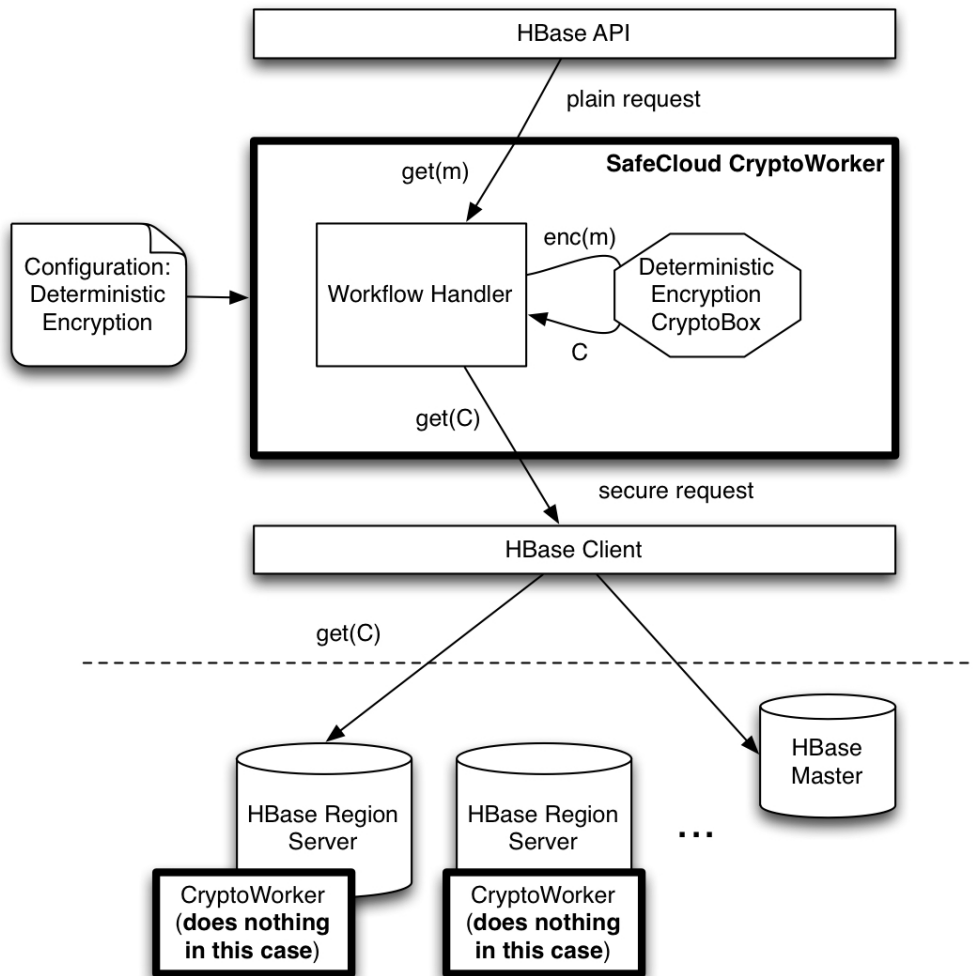 HBase API
plain request
SafeCloud CryptoWorker
get(m)
Configuration:
Deterministic
Encryption
Workflow Handler
enc(m)
Deterministic
Encryption
CryptoBox
C
get(C)
secure request
HBase Client
get(C)
HBase
Master
HBase Region
Server
HBase Region
Server
...
CryptoWorker
(does nothing
in this case)
CryptoWorker
(does nothing
in this case)